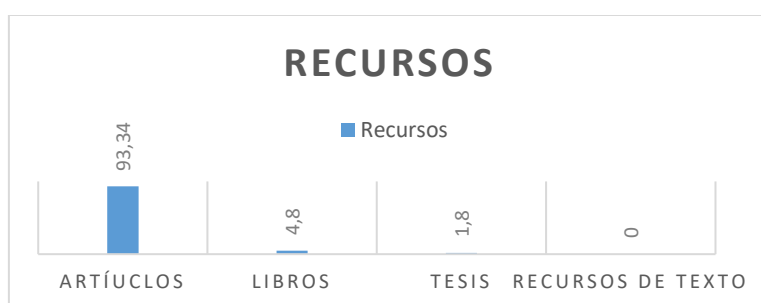 RECURSOS
Recursos
93,34
4,8
1,8
0
ARTÍUCLOS
LIBROS
TESIS
RECURSOS DE TEXTO